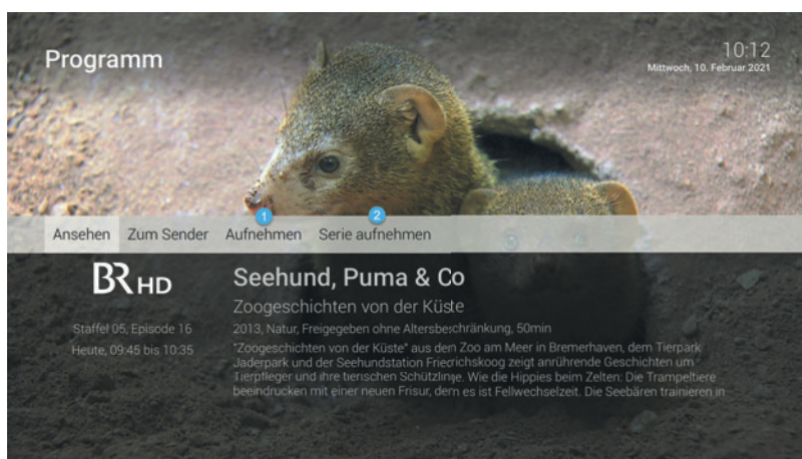 Programm
10:12
Mittwoch, 10. Februar 2021
1
2
Ansehen Zum Sender Aufnehmen Serie aufnehmen
BR HD
Seehund, Puma & Co
Zoogeschichten von der Küste
Staffel 05, Episode 16
2013, Natur, Freigegeben ohne Altersbeschränkung, 50min
Heute, 09:45 bis 10:35
"Zoogeschichten von der Küste" aus dem Zoo am Meer in Bremerhaven, dem Tierpark
Jaderpark und der Seehundstation Friedrichskoog zeigt anrührende Geschichten um
Tierpfleger und ihre tierischen Schützlinge. Wie die Hippies beim Zelten: Die Trampeltiere
beeindrucken mit einer neuen Frisur, denn es ist Fellwechselzeit. Die Seebären trainieren in